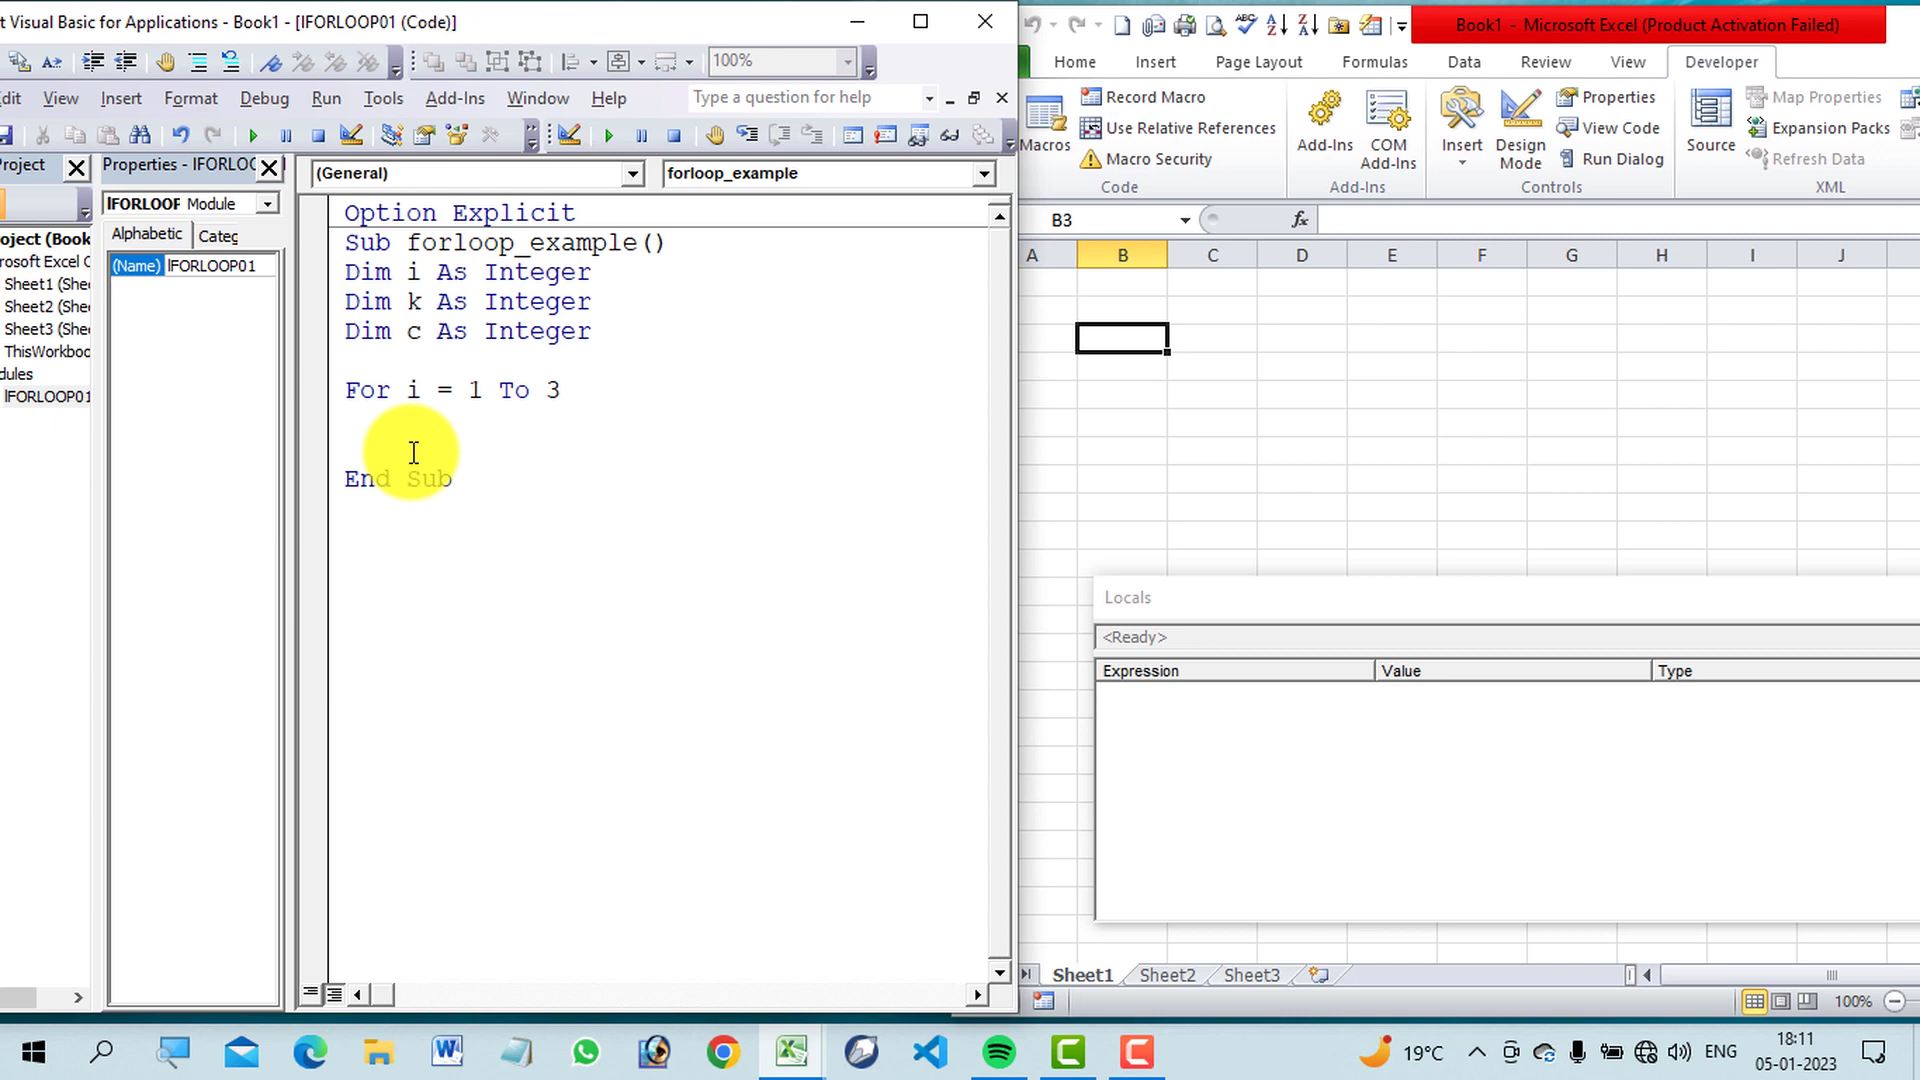 t Visual Basic for Applications - Book1 - [lFORLOOP01 (Code)]
100%
dit View Insert Format Debug Run Tools Add-Ins Window Help Type a question for help
roject
Properties - lFORLOO
lFORLOOF Module
Alphabetic Categ
(Name) lFORLOOP01
oject (Book
rosoft Excel C
Sheet1 (She
Sheet2 (She
Sheet3 (She
ThisWorkboo
dules
lFORLOOP01
(General) forloop_example
Option Explicit
Sub forloop_example()
Dim i As Integer
Dim k As Integer
Dim c As Integer
For i = 1 To 3
End Sub
Book1 - Microsoft Excel (Product Activation Failed)
Home Insert Page Layout Formulas Data Review View Developer
Macros
Record Macro
Use Relative References
Macro Security
Code
Add-Ins
COM Add-Ins
Add-Ins
Insert
Design Mode
Properties
View Code
Run Dialog
Controls
Source
Map Properties
Expansion Packs
Refresh Data
XML
B3 fx
A B C D E F G H I J
Locals
<Ready>
Expression Value Type
Sheet1 Sheet2 Sheet3
100%
19°C
ENG
18:11
05-01-2023